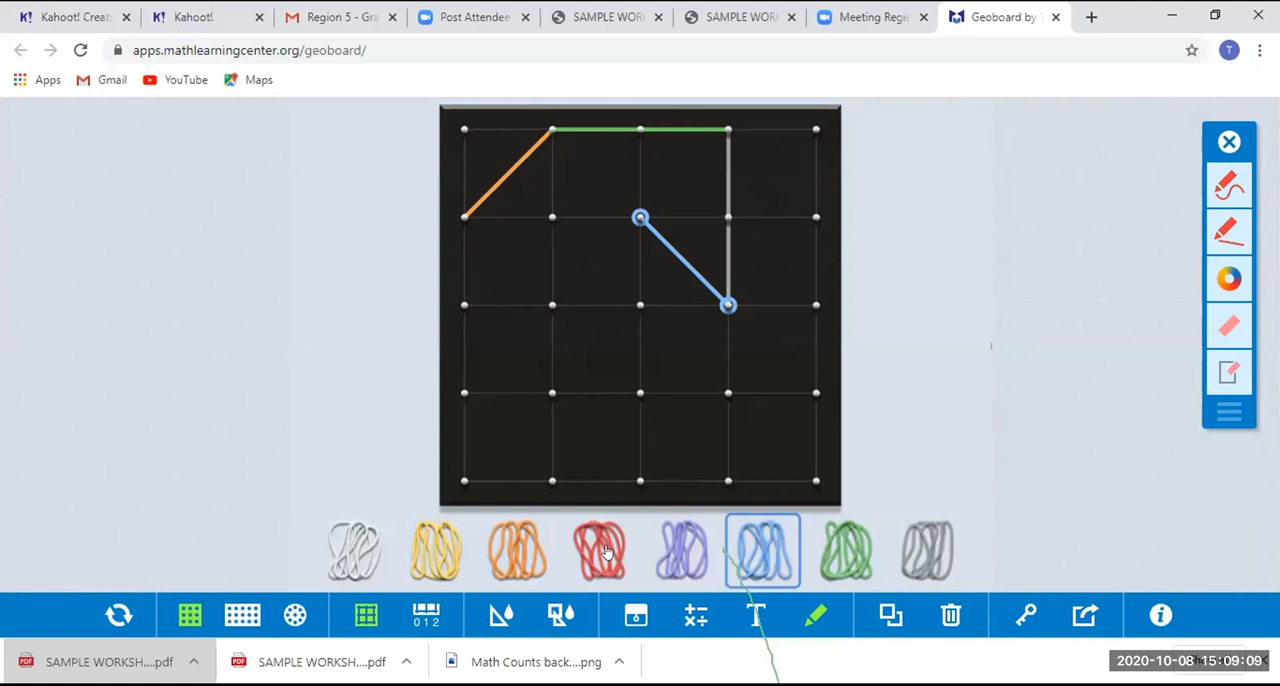 Kahoot! Creat
Kahoot!
Region 5 - Gra
Post Attendee
SAMPLE WOR
SAMPLE WOR
Meeting Regis
Geoboard by
apps.mathlearningcenter.org/geoboard/
T
Apps
Gmail
YouTube
Maps
0 1 2
T
SAMPLE WORKSH....pdf
SAMPLE WORKSH....pdf
Math Counts back....png
2020-10-08 15:09:09